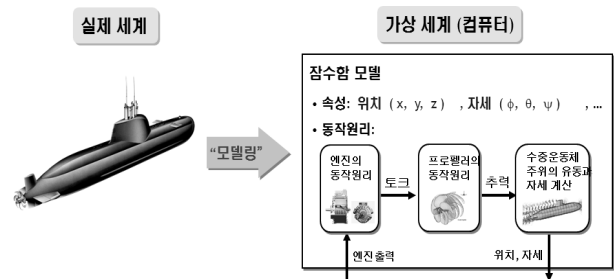 실제 세계
가상 세계 (컴퓨터)
잠수함 모델
• 속성: 위치 (x, y, z) , 자세 (φ, θ, ψ) , ...
• 동작원리:
"모델링"
엔진의
동작원리
토크
프로펠러의
동작원리
추력
수중운동체
주위의 유동과
자세 계산
엔진출력
위치, 자세